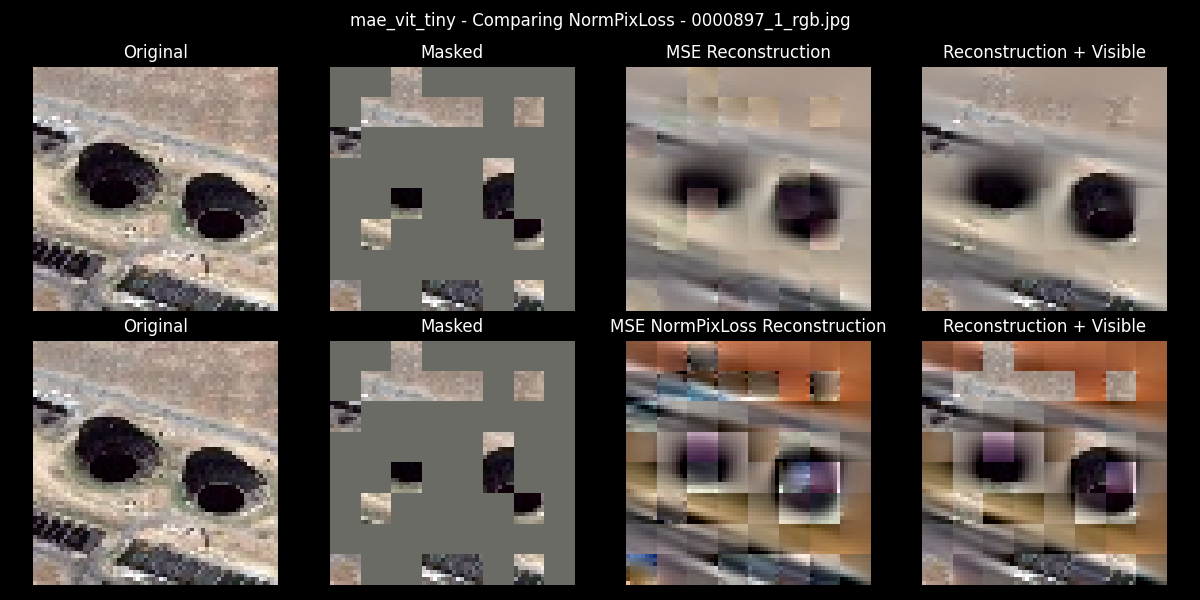 mae_vit_tiny - Comparing NormPixLoss - 0000897_1_rgb.jpg
Original
Masked
MSE Reconstruction
Reconstruction + Visible
Original
Masked
MSE NormPixLoss Reconstruction
Reconstruction + Visible